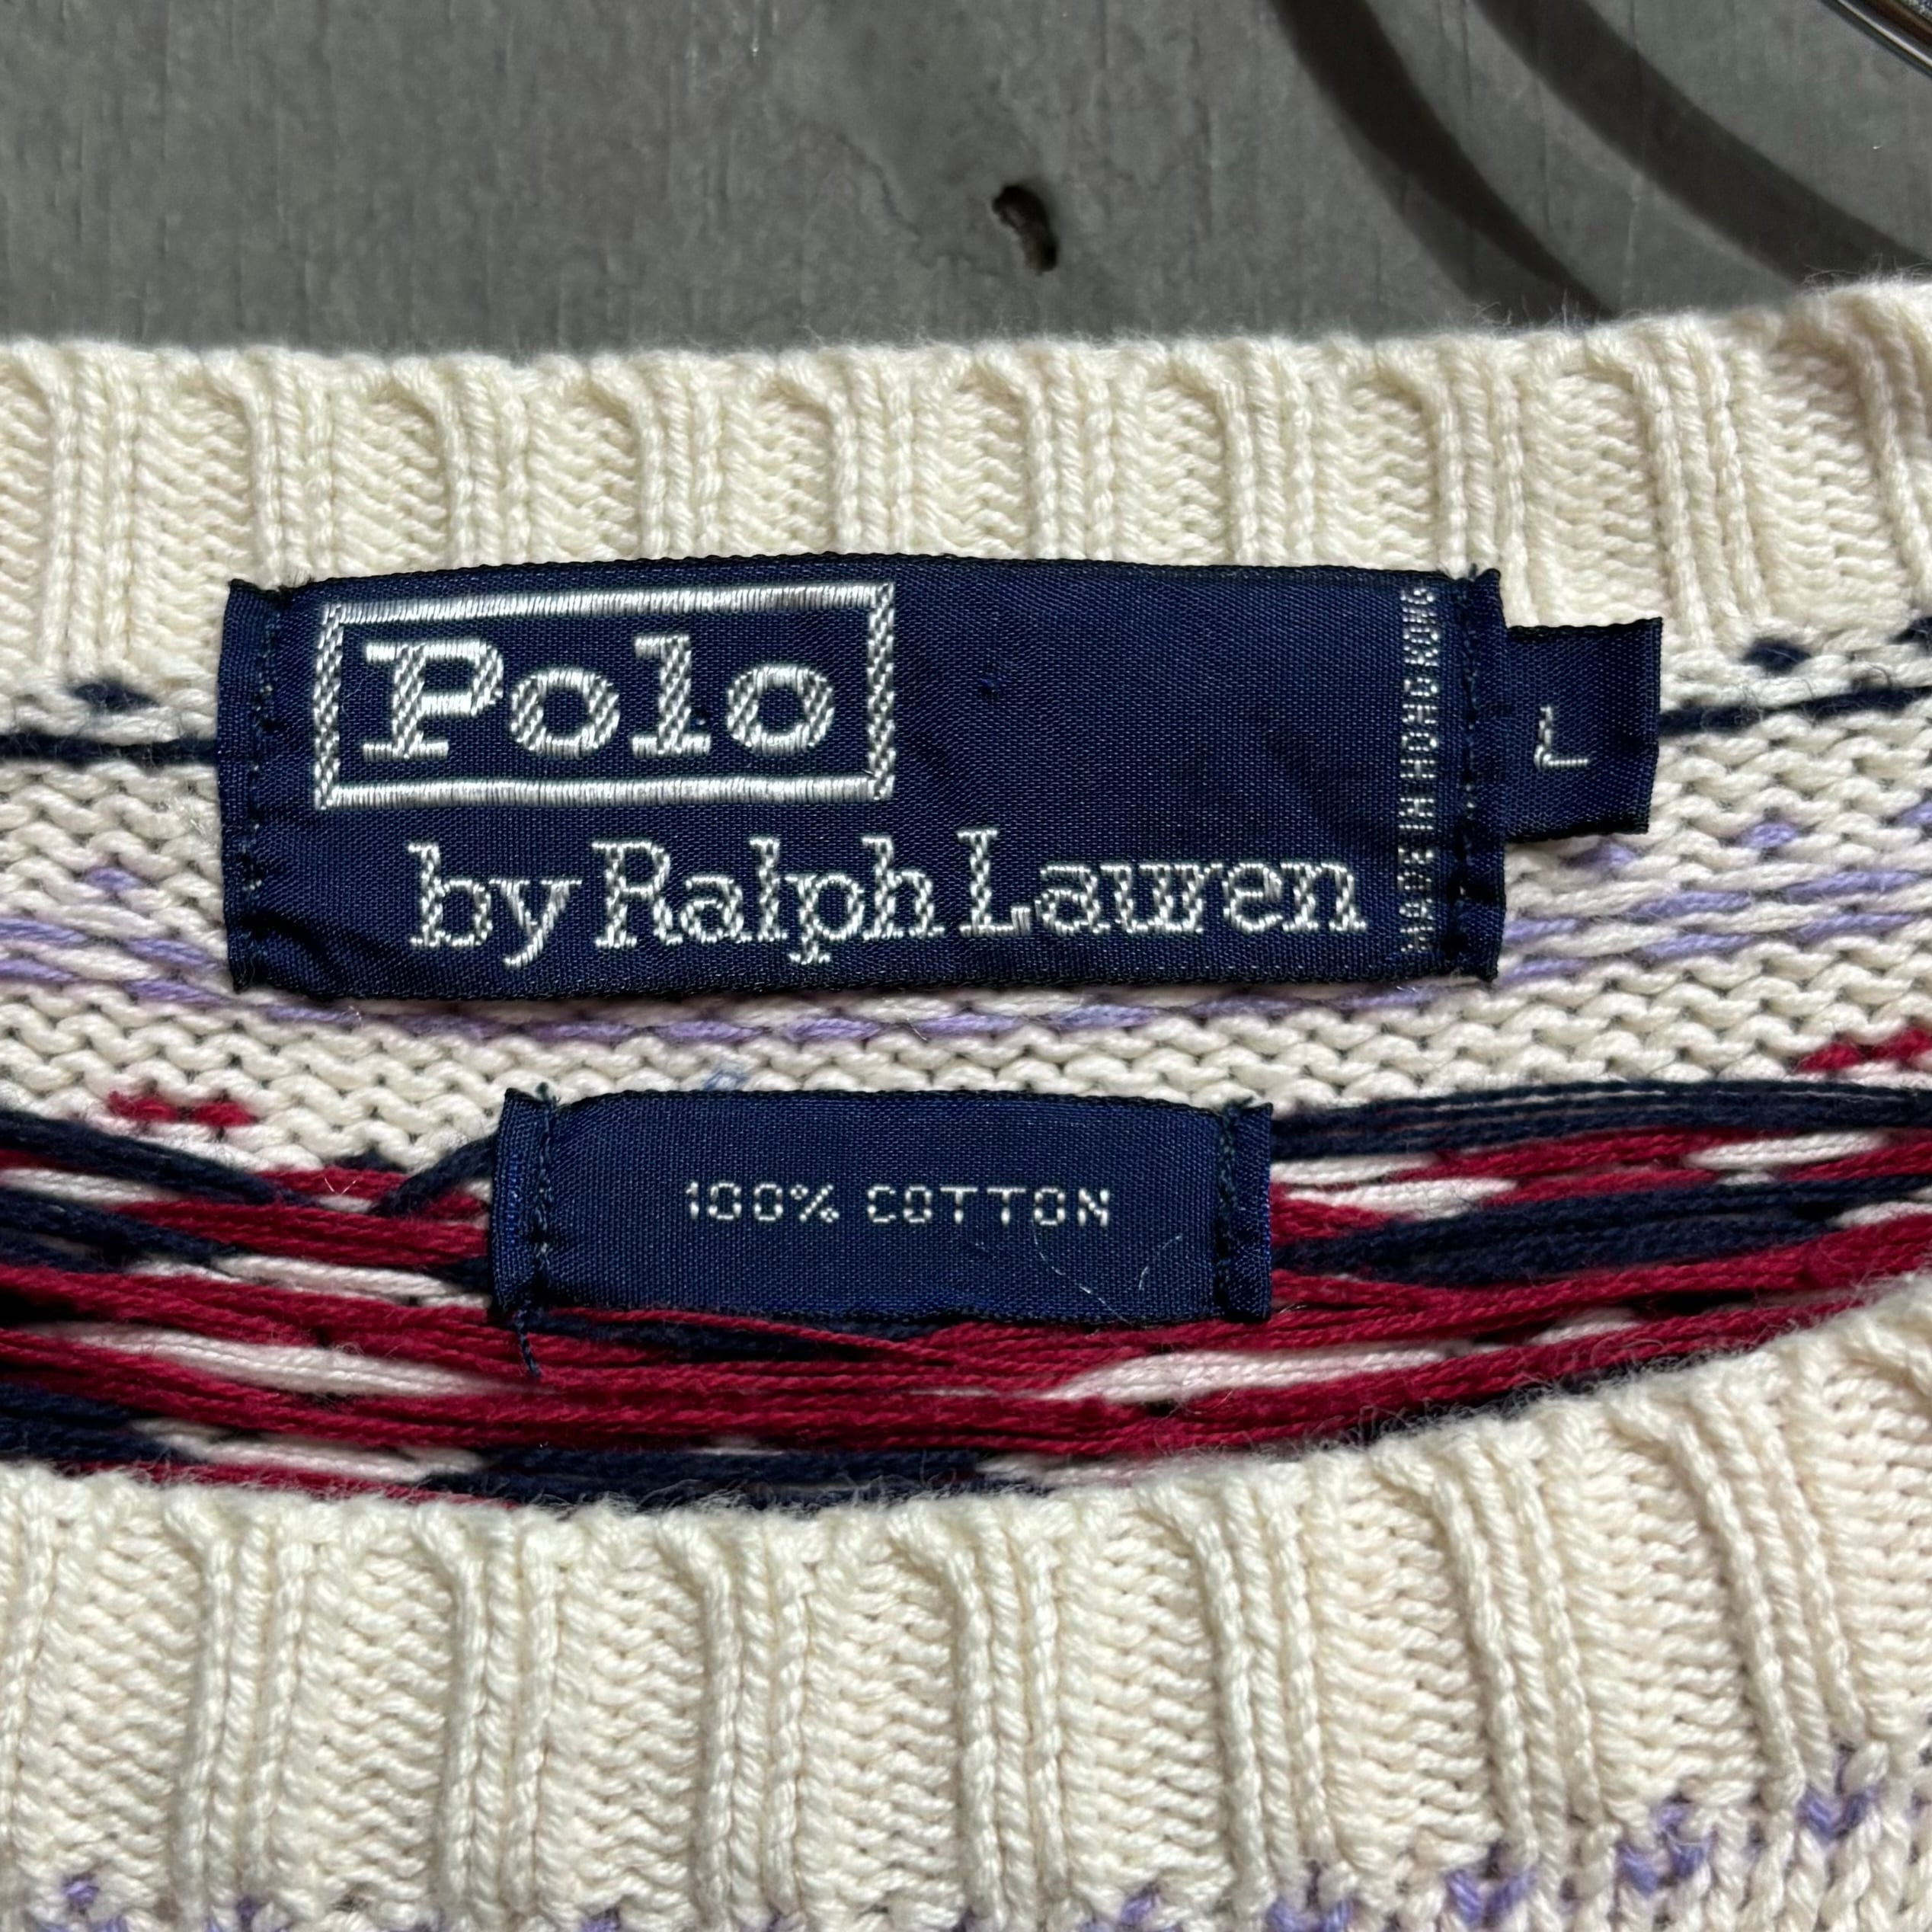 Polo
by Ralph Lauren
MADE IN HONG KONG
L
100% COTTON